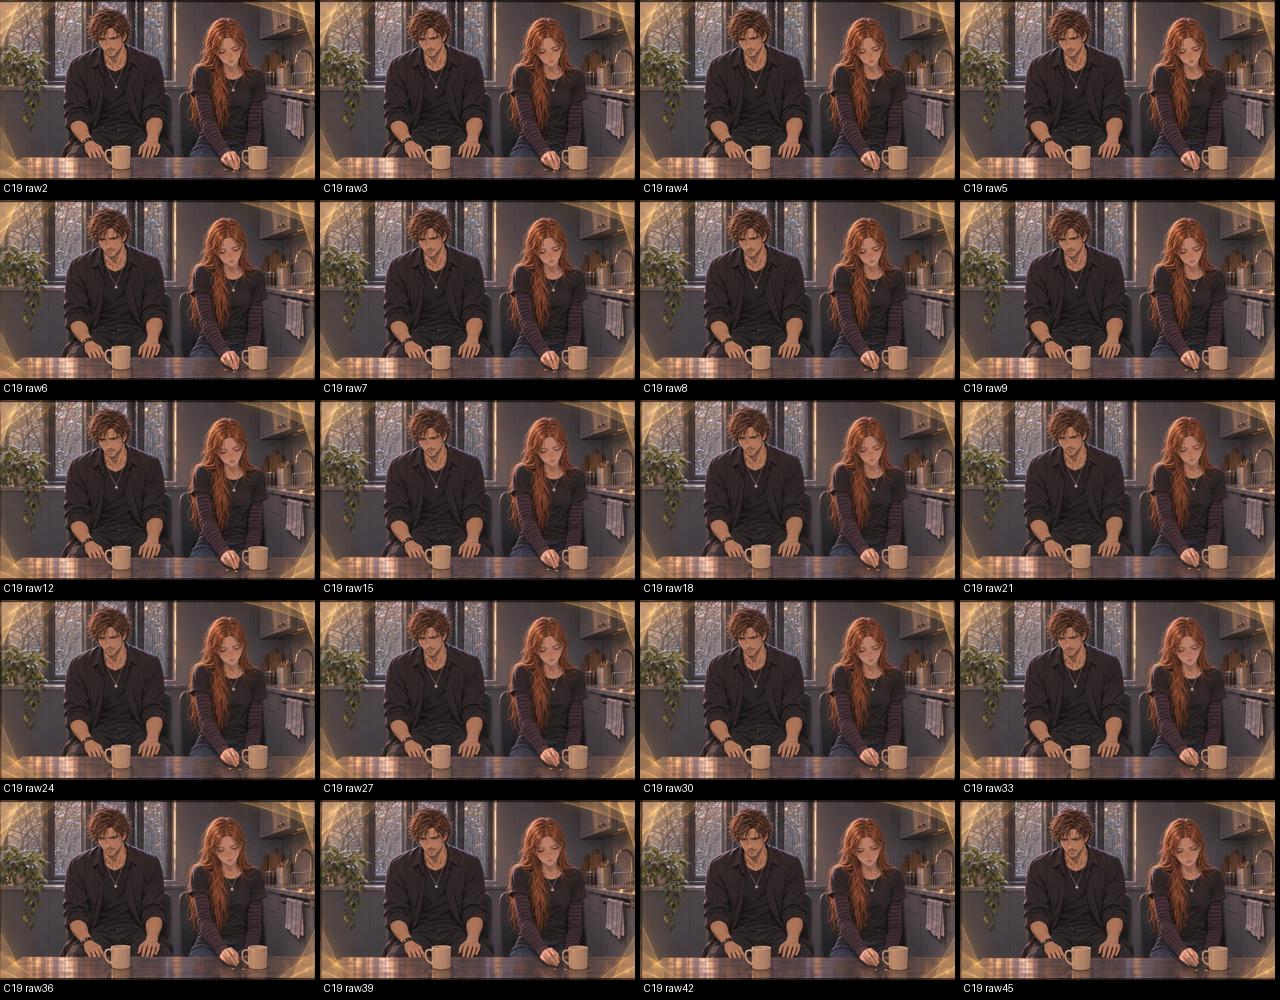 C19 raw2
C19 raw3
C19 raw4
C19 raw5
C19 raw6
C19 raw7
C19 raw8
C19 raw9
C19 raw12
C19 raw15
C19 raw18
C19 raw21
C19 raw24
C19 raw27
C19 raw30
C19 raw33
C19 raw36
C19 raw39
C19 raw42
C19 raw45